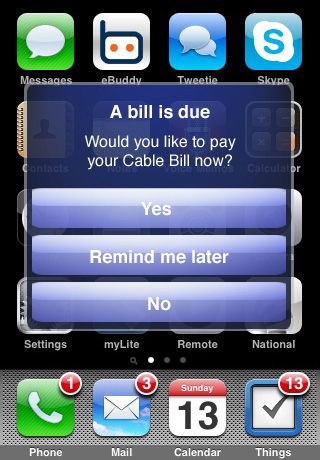 Messages eBuddy Tweetie Skype
A bill is due
Would you like to pay
your Cable Bill now?
Contacts Notes Voice Memos Calculator
Yes
Remind me later
No
Settings myLite Remote National
1 3 Sunday 13
13
Phone Mail Calendar Things